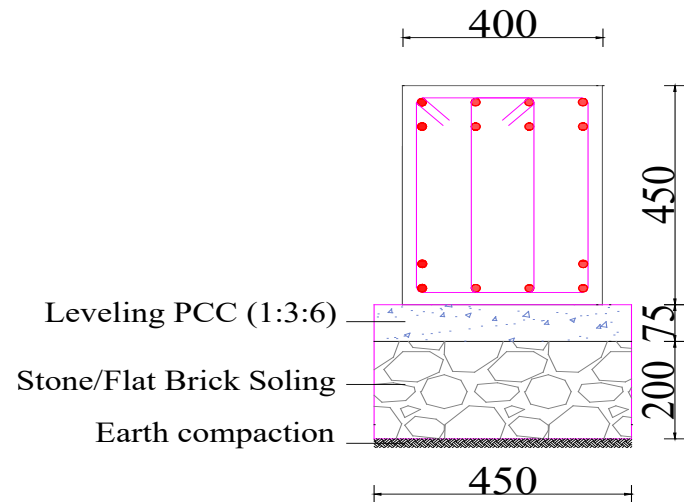 400
450
Leveling PCC (1:3:6)
75
Stone/Flat Brick Soling
200
Earth compaction
450